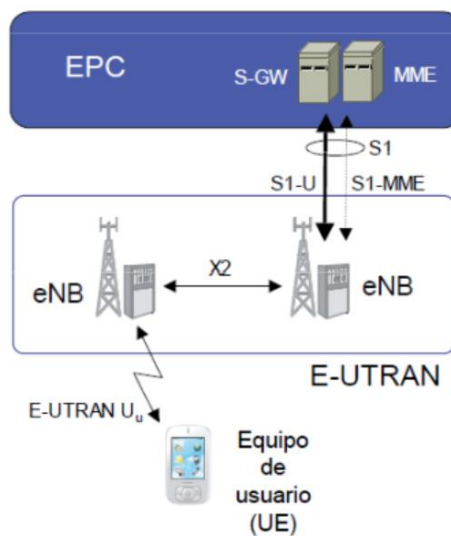 EPC
S-GW
MME
S1
S1-U
S1-MME
X2
eNB
eNB
E-UTRAN
E-UTRAN Uu
Equipo
de
usuario
(UE)